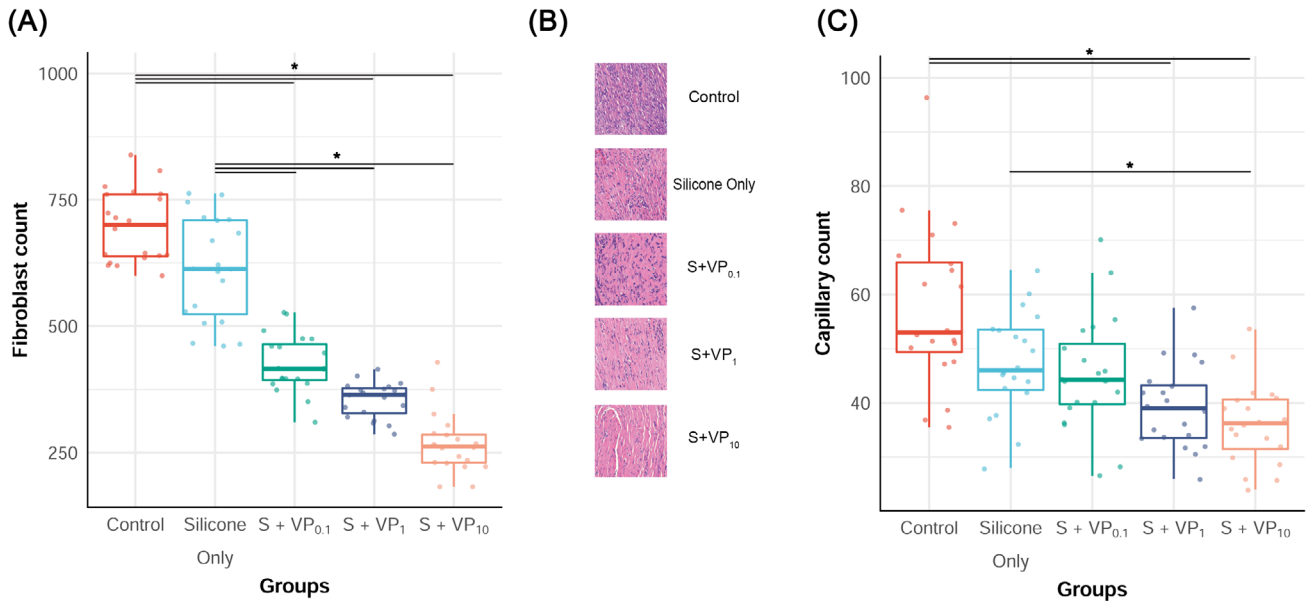 (A)
Fibroblast count
1000
750
500
250
*
*
Control
Silicone
Only
S + VP0.1
S + VP1
S + VP10
Groups
(B)
Control
Silicone Only
S+VP0.1
S+VP1
S+VP10
(C)
Capillary count
100
80
60
40
*
*
Control
Silicone
Only
S + VP0.1
S + VP1
S + VP10
Groups